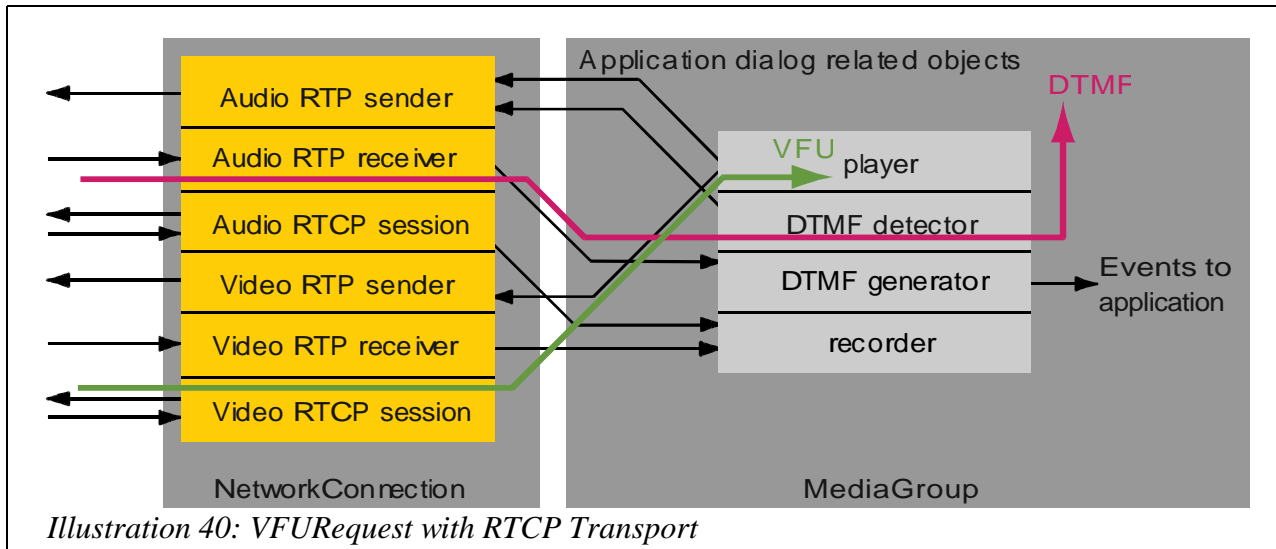 Application dialog related objects
Audio RTP sender
Audio RTP receiver
Audio RTCP session
Video RTP sender
Video RTP receiver
Video RTCP session
NetworkConnection
DTMF
VFU
player
DTMF detector
DTMF generator
recorder
Events to
application
MediaGroup
Illustration 40: VFURequest with RTCP Transport